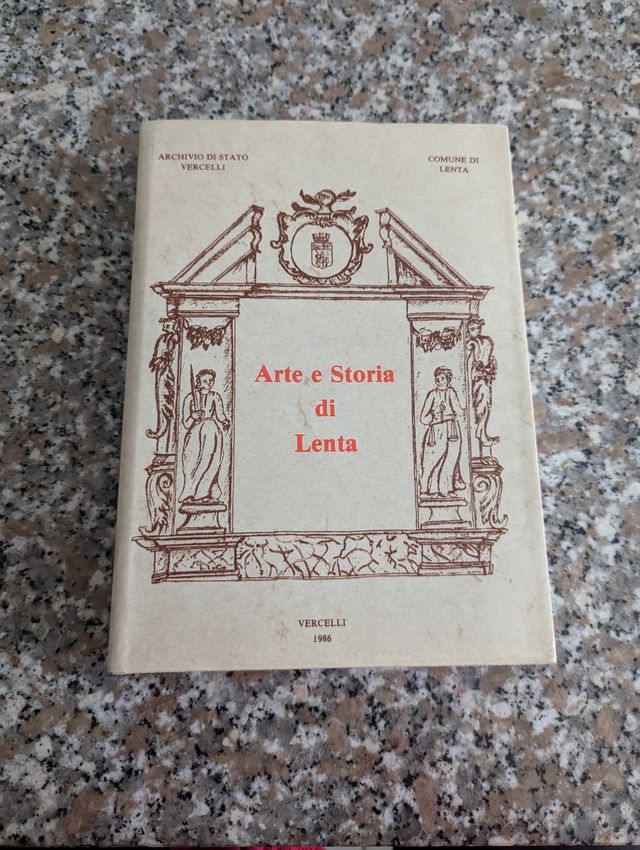 ARCHIVIO DI STATO
VERCELLI
COMUNE DI
LENTA
Arte e Storia
di
Lenta
VERCELLI
1986